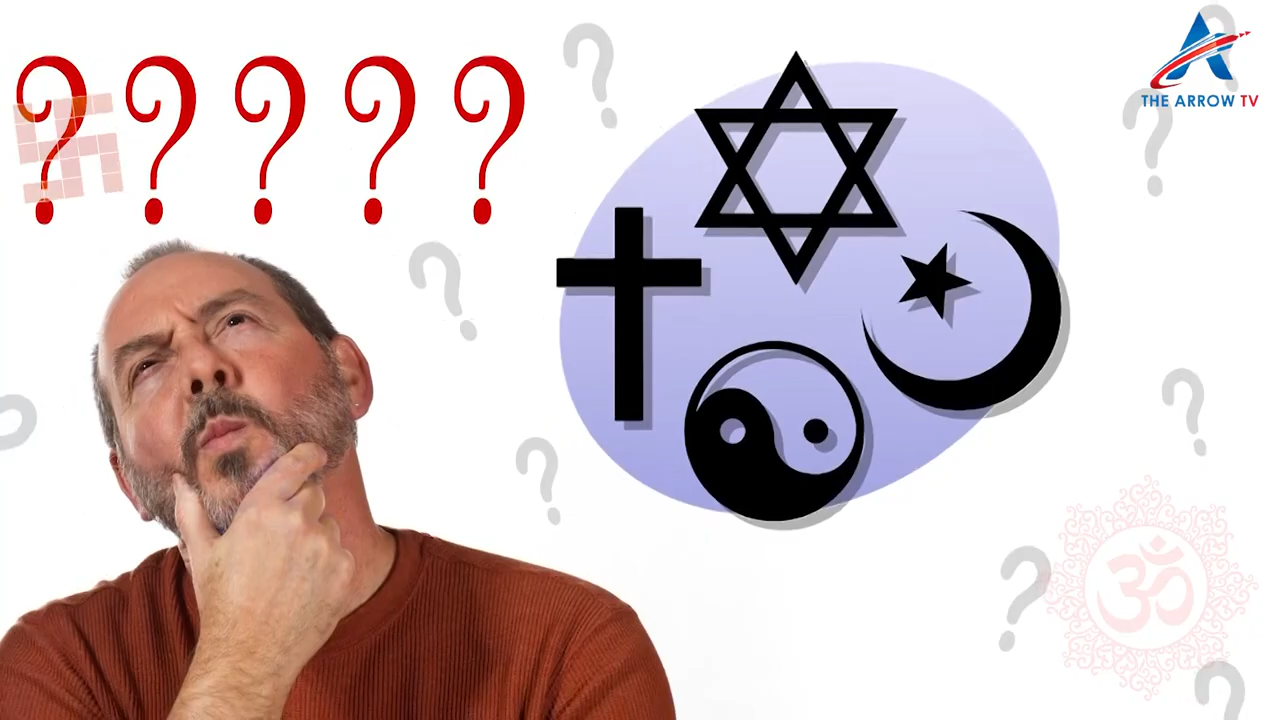 ? ? ? ? ?
THE ARROW TV
ॐ